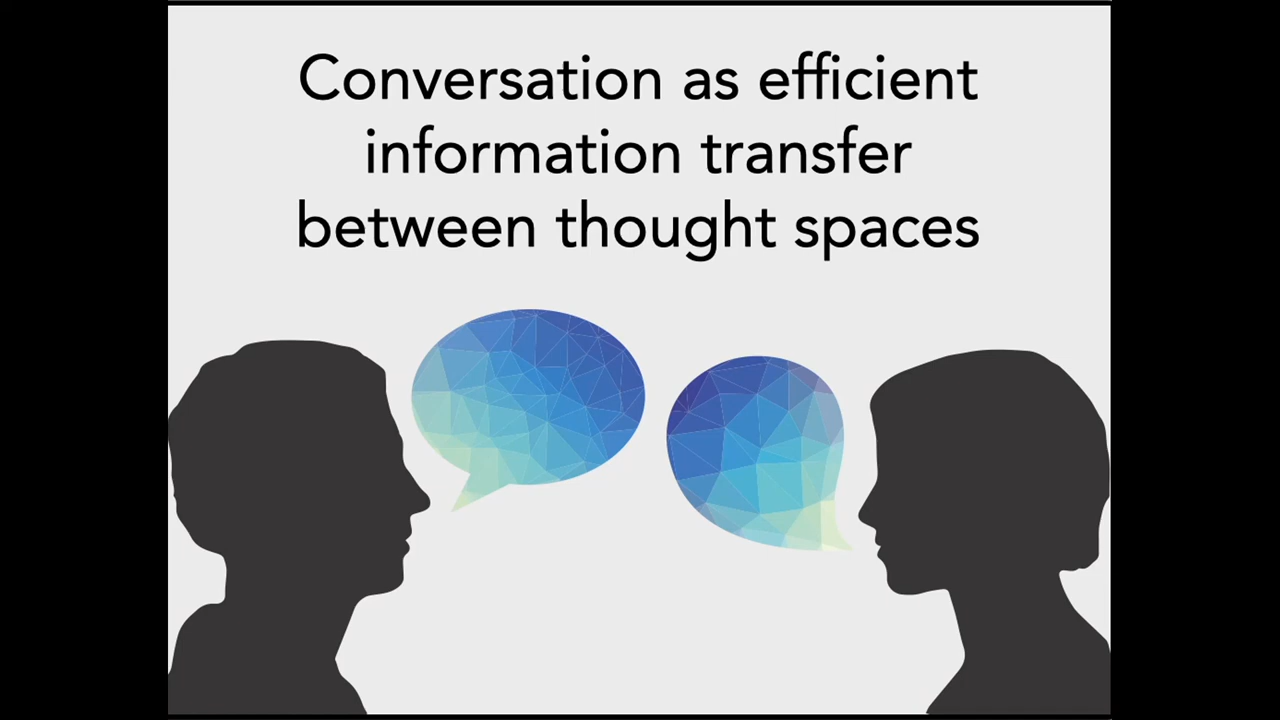 Conversation as efficient
information transfer
between thought spaces